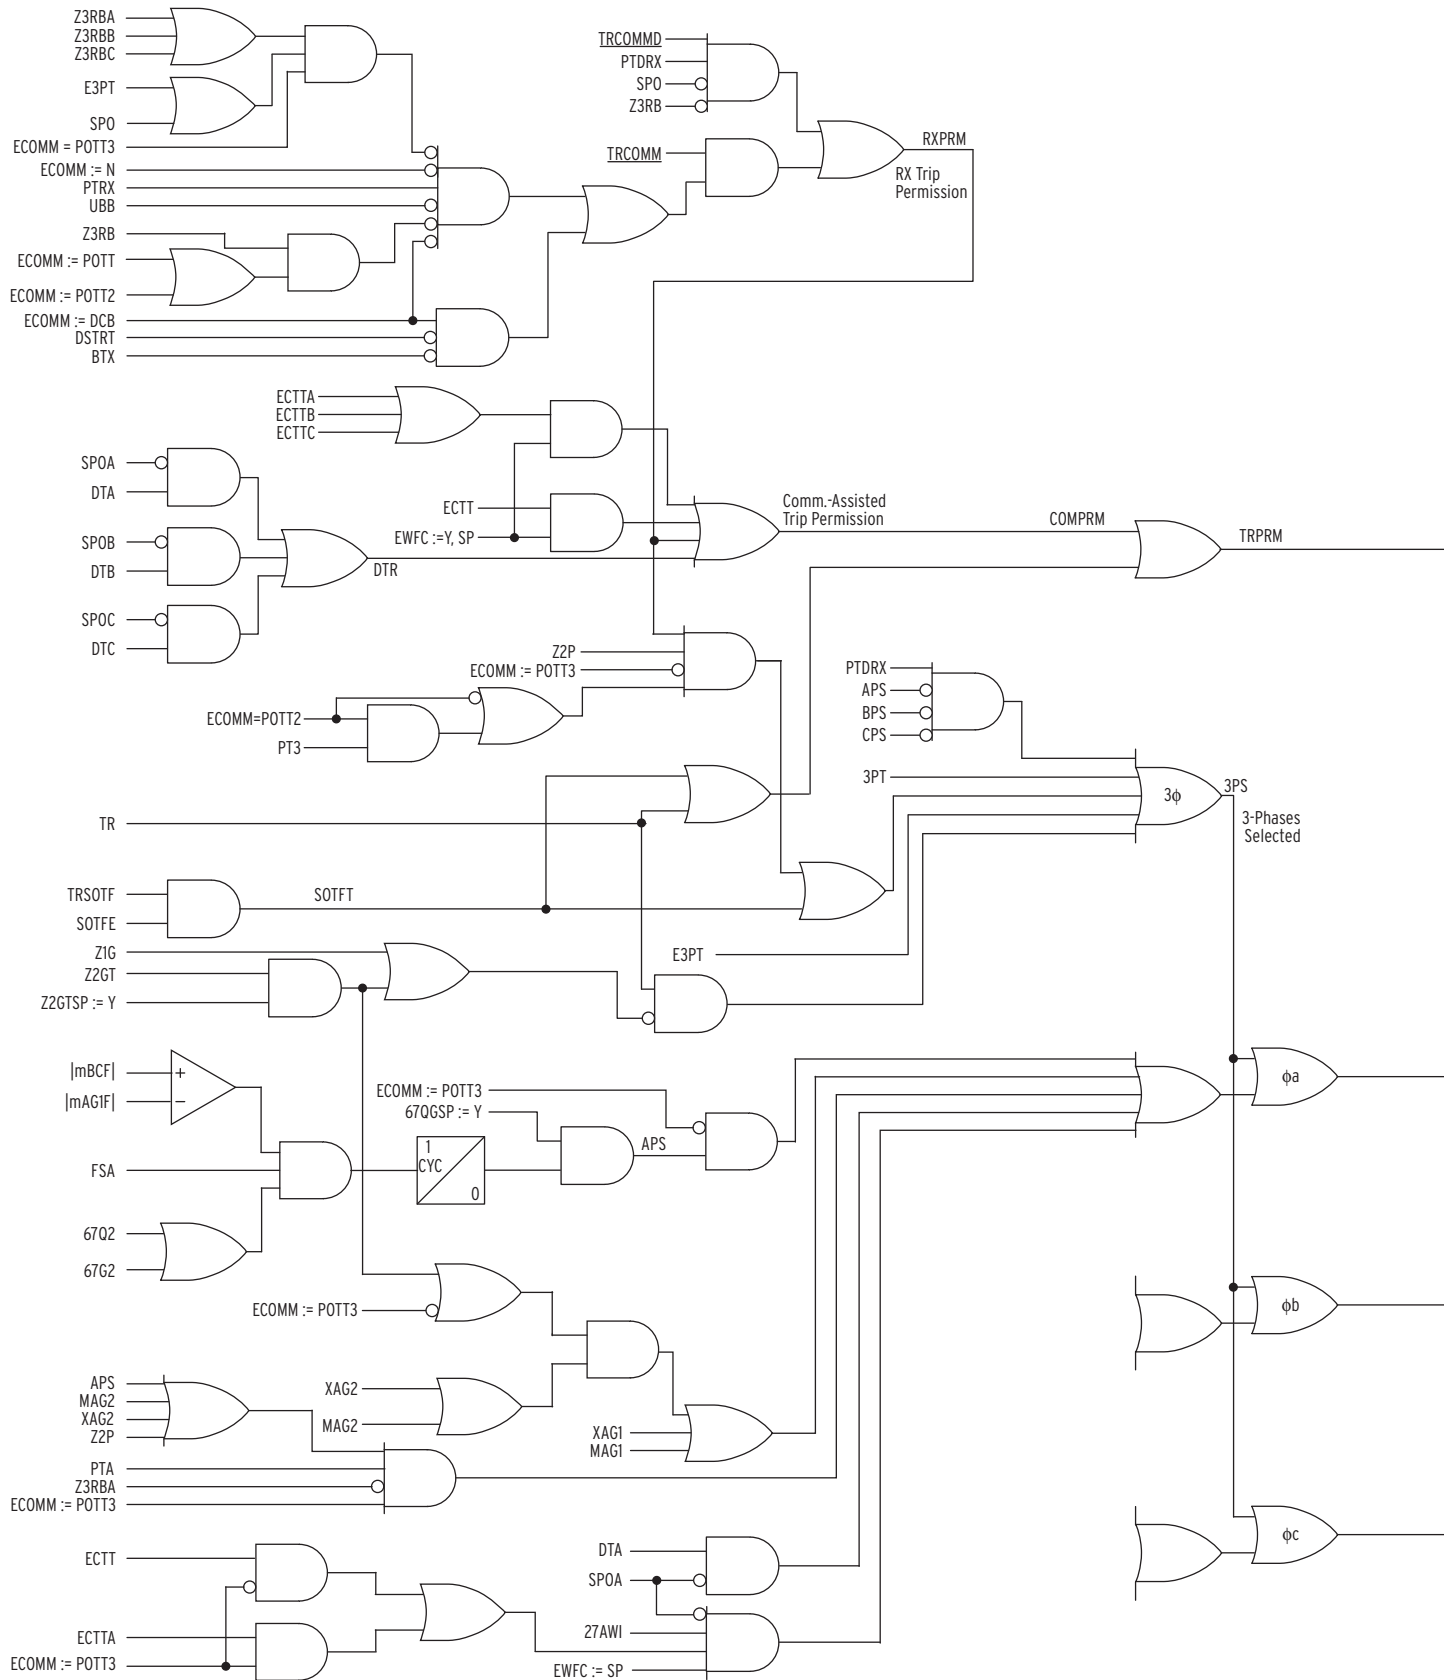 Z3RBA
Z3RBB
Z3RBC
E3PT
SPO
ECOMM = POTT3
ECOMM := N
PTRX
UBB
Z3RB
ECOMM := POTT
ECOMM := POTT2
ECOMM := DCB
DSTRT
BTX
TRCOMMD
PTDRX
SPO
Z3RB
TRCOMM
RXPRM
RX Trip
Permission
ECTTA
ECTTB
ECTTC
SPOA
DTA
SPOB
DTB
SPOC
DTC
DTR
ECTT
EWFC :=Y, SP
Comm.-Assisted
Trip Permission
COMPRM
TRPRM
Z2P
ECOMM := POTT3
ECOMM=POTT2
PT3
PTDRX
APS
BPS
CPS
3PT
3ϕ
3PS
3-Phases
Selected
TR
TRSOTF
SOTFE
SOTFT
E3PT
Z1G
Z2GT
Z2GTSP := Y
|mBCF|
+
|mAG1F|
−
FSA
67Q2
67G2
1
CYC
0
ECOMM := POTT3
67QGSP := Y
APS
ϕa
ECOMM := POTT3
ϕb
APS
MAG2
XAG2
Z2P
XAG2
MAG2
XAG1
MAG1
PTA
Z3RBA
ECOMM := POTT3
ϕc
ECTT
ECTTA
ECOMM := POTT3
DTA
SPOA
27AWI
EWFC := SP